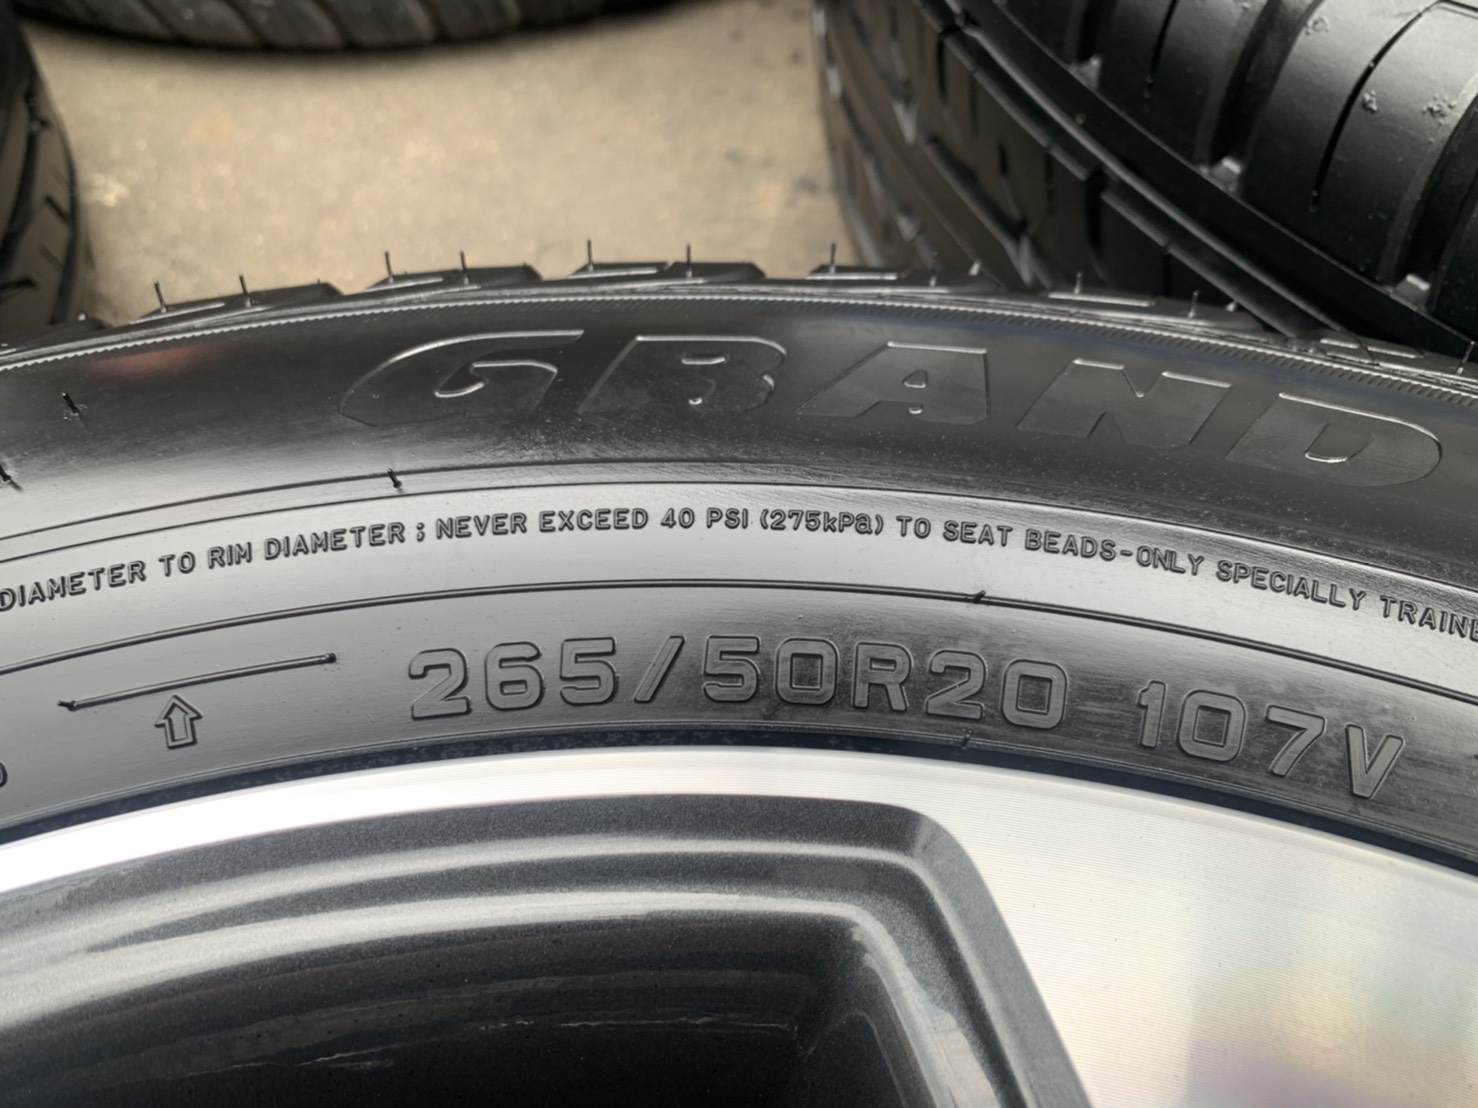 GRAND
DIAMETER TO RIM DIAMETER ; NEVER EXCEED 40 PSI (275kPa) TO SEAT BEADS-ONLY SPECIALLY TRAINE
265/50R20 107V